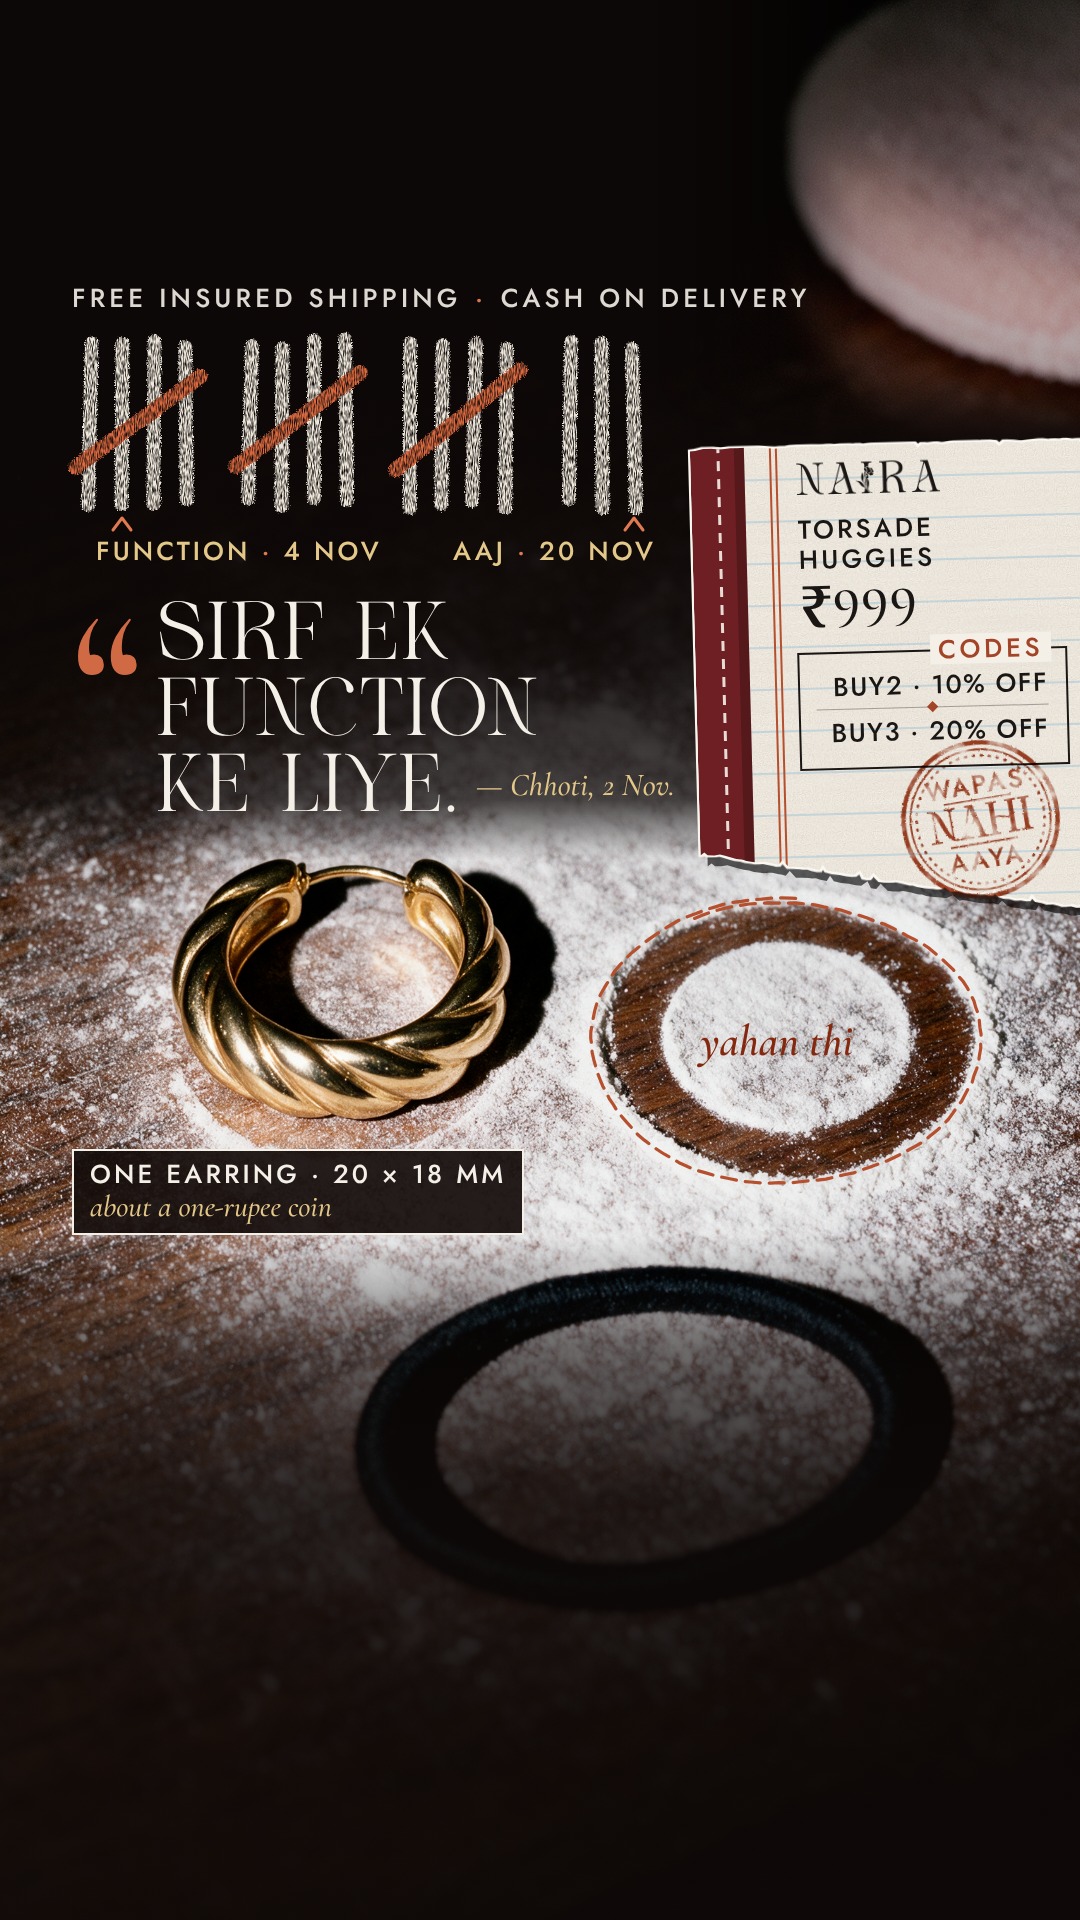 FREE INSURED SHIPPING · CASH ON DELIVERY
FUNCTION · 4 NOV
AAJ · 20 NOV
“SIRF EK
FUNCTION
KE LIYE.
— Chhoti, 2 Nov.
NAIRA
TORSADE
HUGGIES
₹999
CODES
BUY2 · 10% OFF
BUY3 · 20% OFF
WAPAS
NAHI
AAYA
yahan thi
ONE EARRING · 20 × 18 MM
about a one-rupee coin